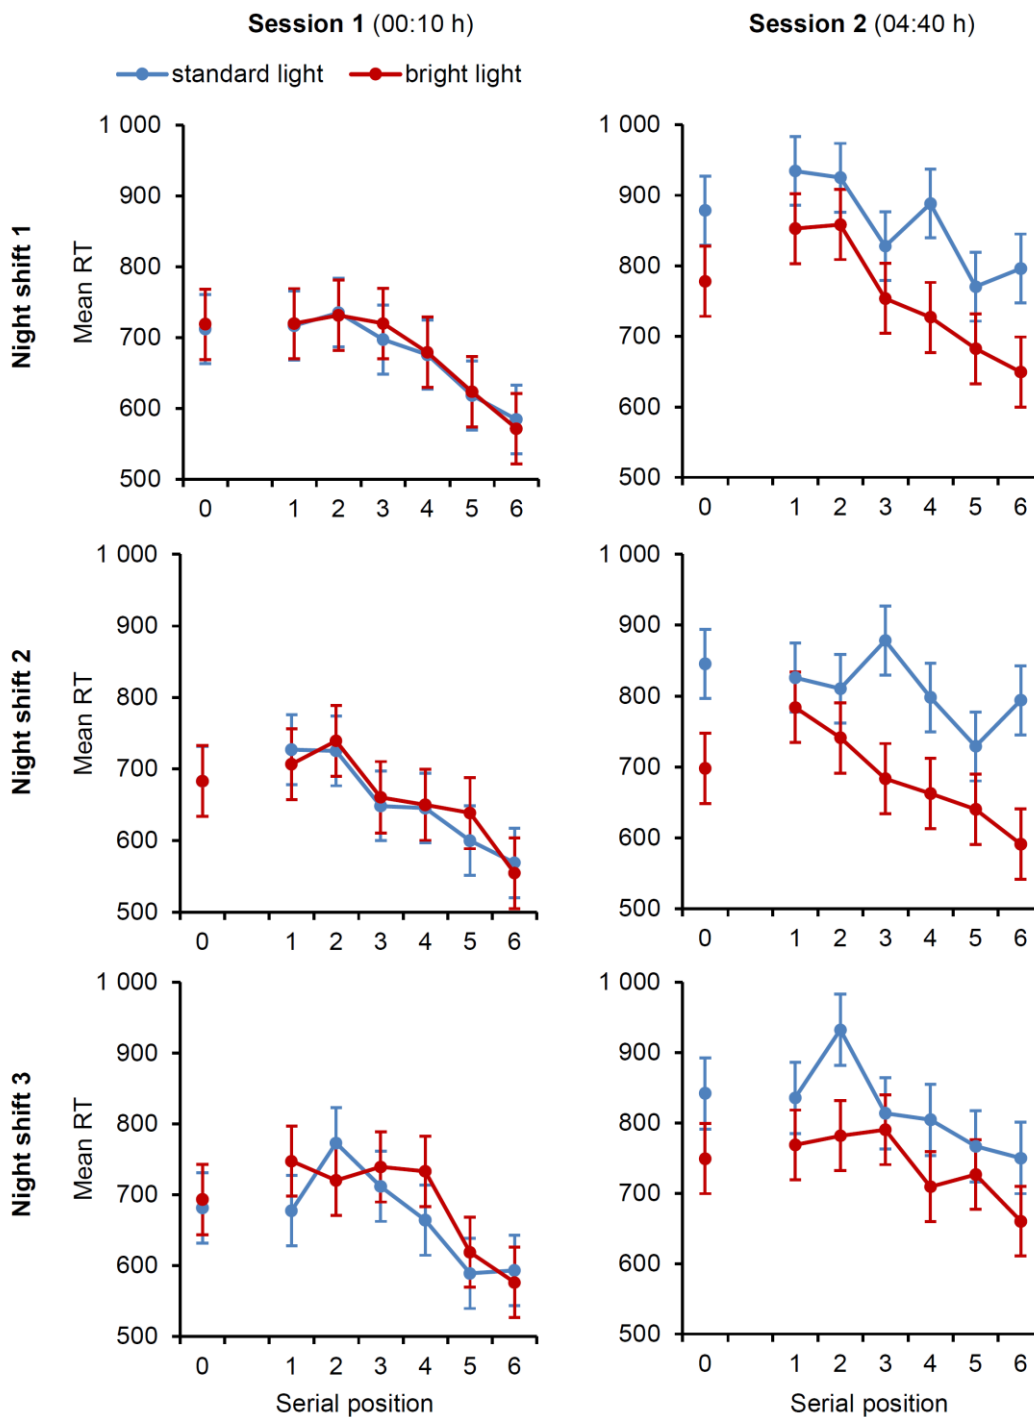 Session 1 (00:10 h)
Session 2 (04:40 h)
standard light
bright light
Night shift 1
Mean RT
1 000
900
800
700
600
500
0 1 2 3 4 5 6
1 000
900
800
700
600
500
0 1 2 3 4 5 6
Night shift 2
Mean RT
1 000
900
800
700
600
500
0 1 2 3 4 5 6
1 000
900
800
700
600
500
0 1 2 3 4 5 6
Night shift 3
Mean RT
1 000
900
800
700
600
500
0 1 2 3 4 5 6
Serial position
1 000
900
800
700
600
500
0 1 2 3 4 5 6
Serial position